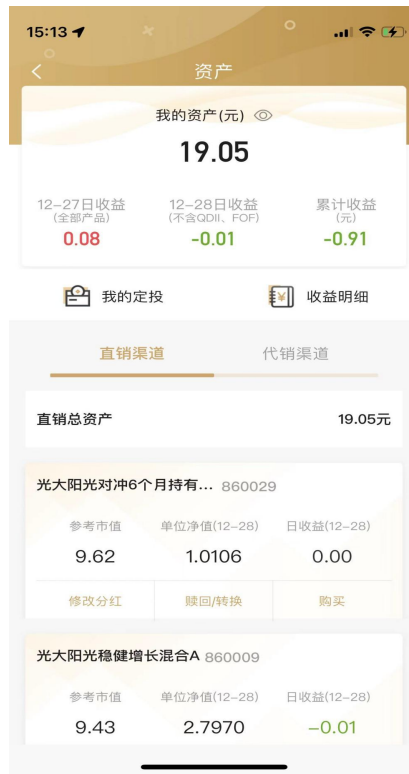 15:13
资产
我的资产(元)
19.05
12-27日收益 12-28日收益 累计收益
(全部产品) (不含QDII、FOF) (元)
0.08 -0.01 -0.91
我的定投 收益明细
直销渠道 代销渠道
直销总资产 19.05元
光大阳光对冲6个月持有... 860029
参考市值 单位净值(12-28) 日收益(12-28)
9.62 1.0106 0.00
修改分红 赎回/转换 购买
光大阳光稳健增长混合A 860009
参考市值 单位净值(12-28) 日收益(12-28)
9.43 2.7970 -0.01